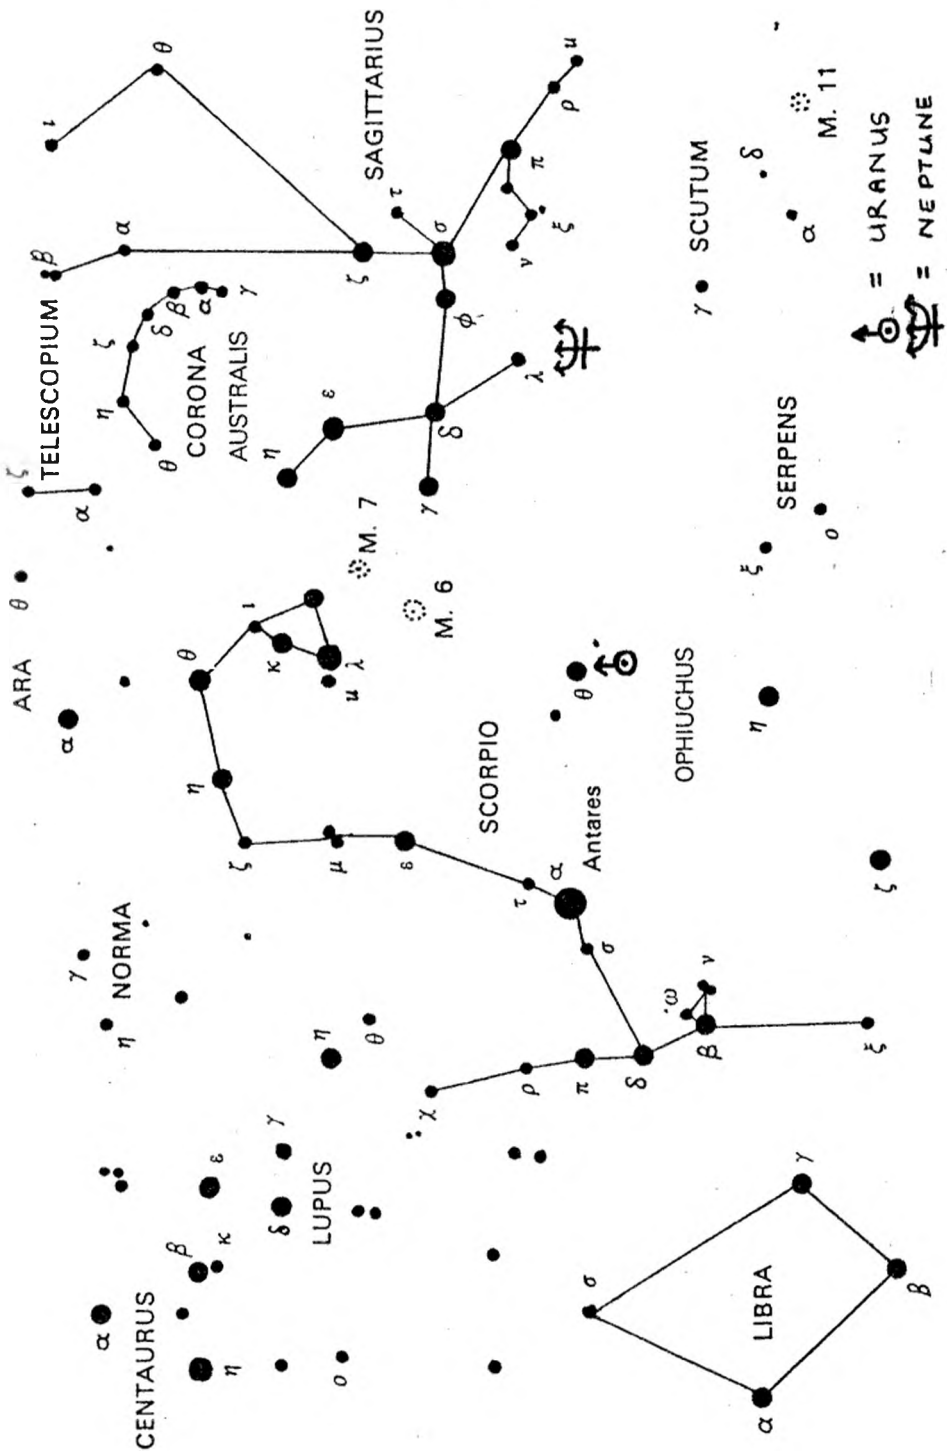 CENTAURUS
α
η
ο
β
κ
ε
δ
γ
LUPUS
η
θ
NORMA
γ
η
ARA
α
θ
ζ
α
TELESCOPIUM
β
α
ι
θ
η
ζ
δ
β
α
γ
θ
CORONA
AUSTRALIS
SAGITTARIUS
η
ε
γ
δ
λ
φ
σ
ζ
τ
π
ρ
υ
ν
ξ
M. 7
M. 6
SCORPIO
θ
ι
κ
λ
υ
η
ζ
μ
ε
τ
α
Antares
σ
χ
ρ
π
δ
β
ω
ν
ξ
OPHIUCHUS
θ
η
ζ
SERPENS
ξ
ο
γ
SCUTUM
δ
α
M. 11
LIBRA
σ
γ
α
β
= URANUS
= NEPTUNE